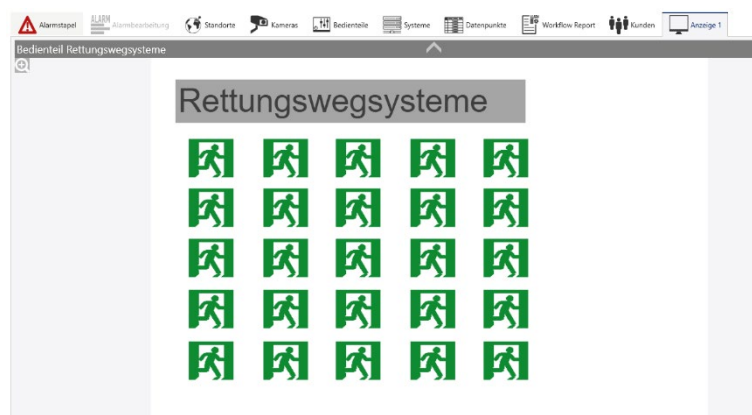 Alarmstapel ALARM Alarmbearbeitung Standorte Kameras Bedienteile Systeme Datenpunkte Workflow Report Kunden Anzeige 1
Bedienteil Rettungswegsysteme
Rettungswegsysteme